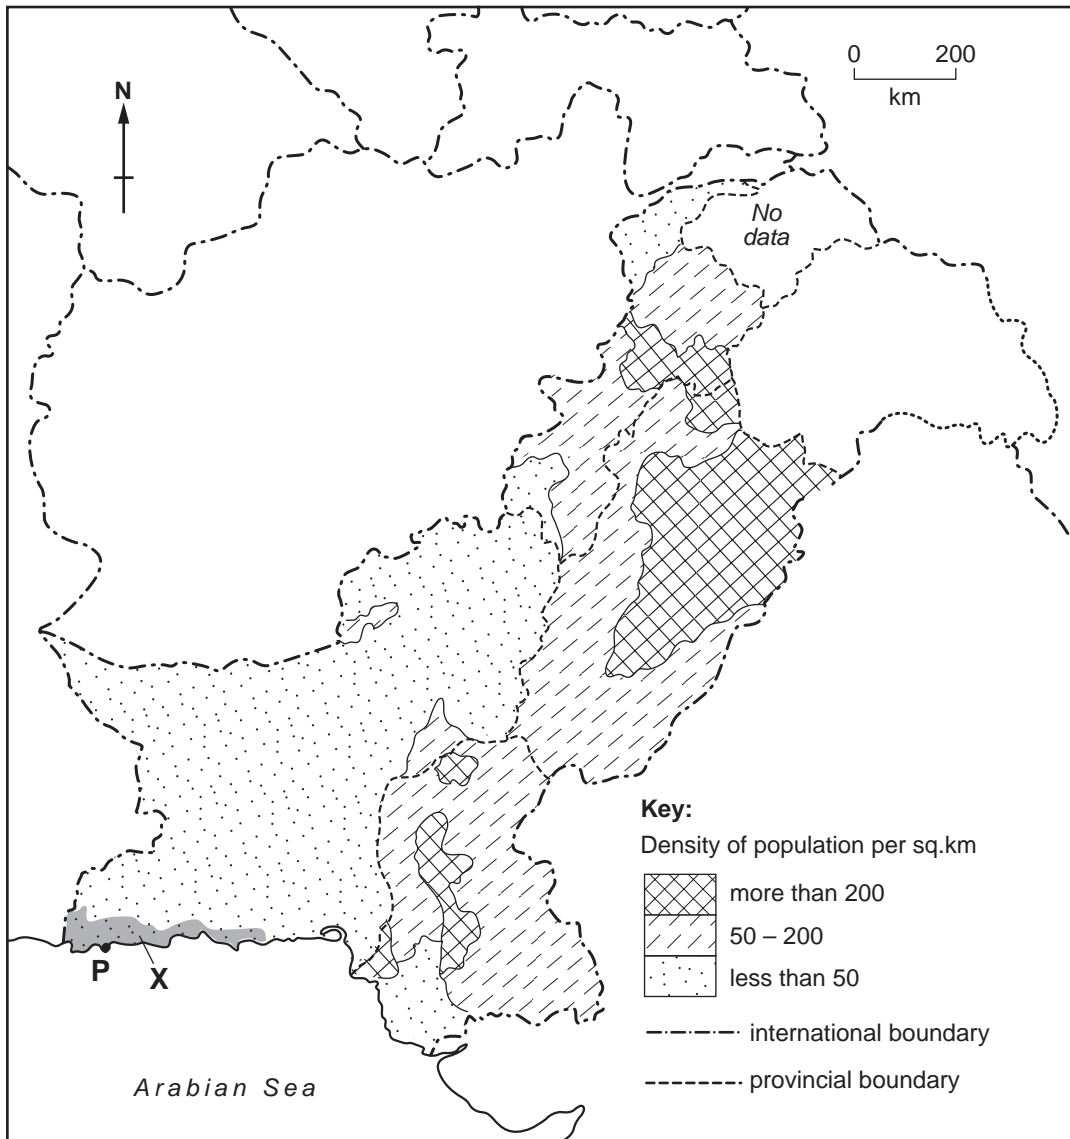 0 200
km
N
No
data
Key:
Density of population per sq.km
more than 200
50 – 200
less than 50
P
X
international boundary
provincial boundary
Arabian Sea